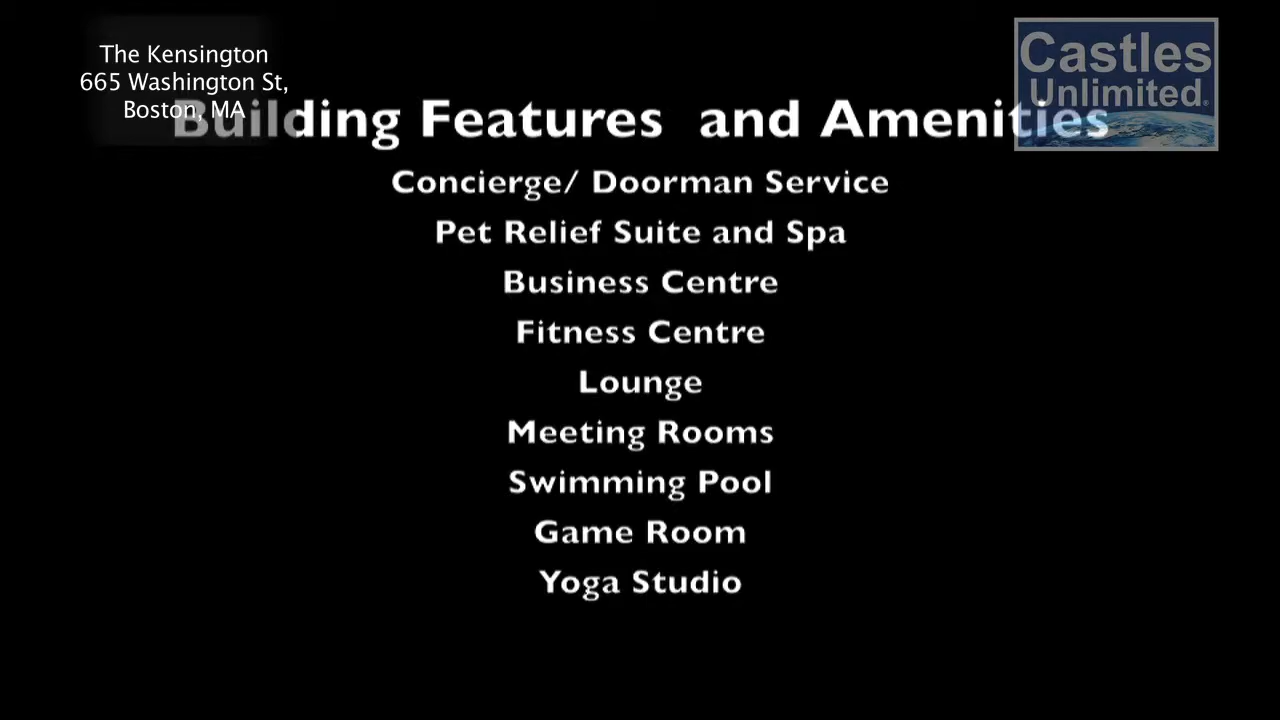 The Kensington
665 Washington St,
Boston, MA
Castles
Unlimited®
Building Features and Amenities
Concierge/ Doorman Service
Pet Relief Suite and Spa
Business Centre
Fitness Centre
Lounge
Meeting Rooms
Swimming Pool
Game Room
Yoga Studio